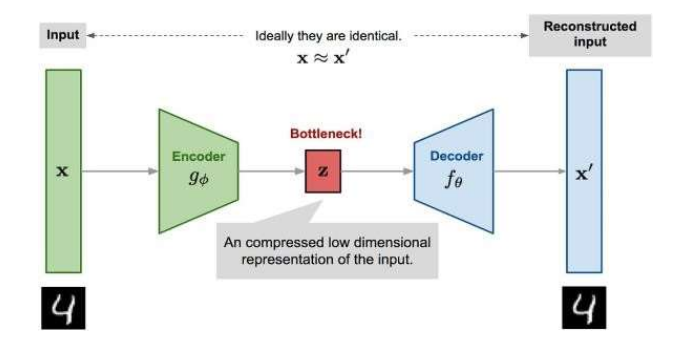 Input
Ideally they are identical.
x ≈ x′
Reconstructed
input
Bottleneck!
Encoder
Decoder
x
gϕ
z
fθ
x′
An compressed low dimensional
representation of the input.
4
4